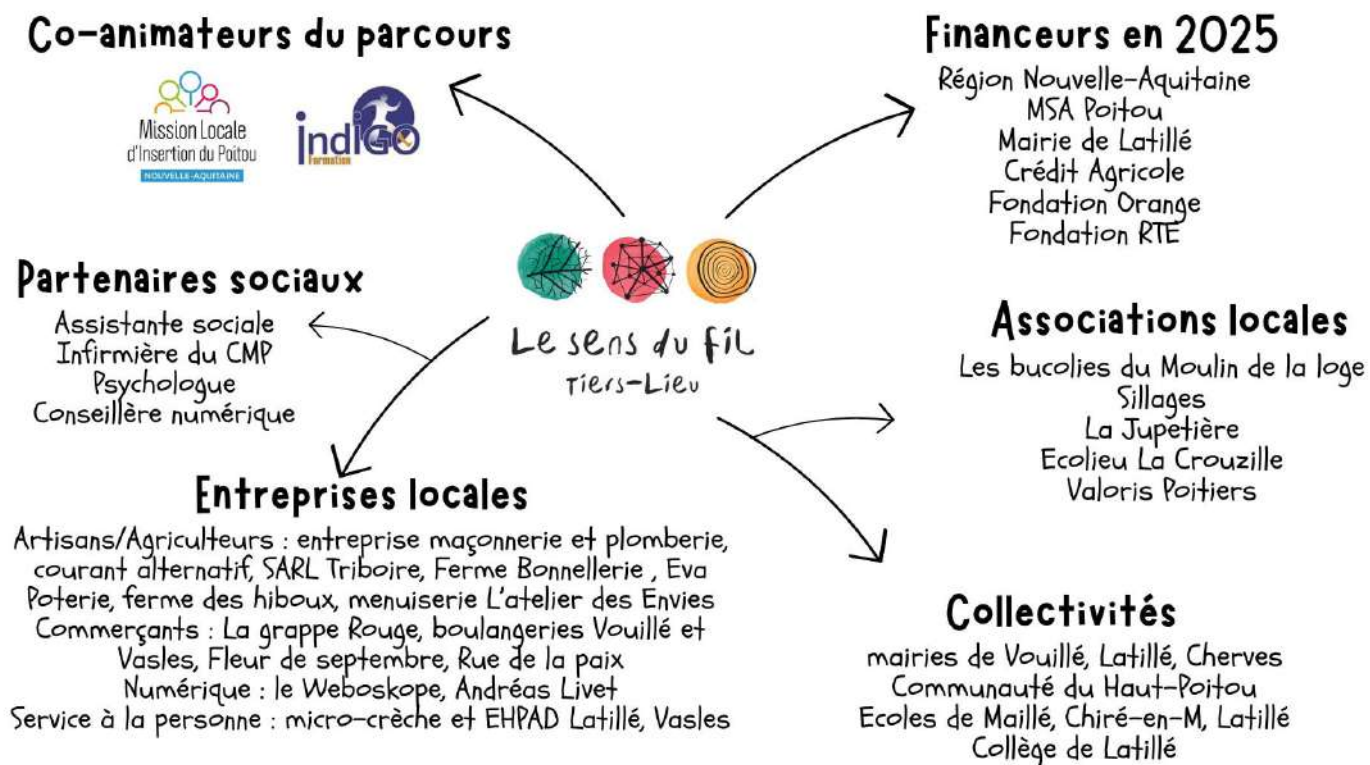 Co-animateurs du parcours
Mission Locale
d'Insertion du Poitou
NOUVELLE-AQUITAINE
indiGO
Formation
Financeurs en 2025
Région Nouvelle-Aquitaine
MSA Poitou
Mairie de Latillé
Crédit Agricole
Fondation Orange
Fondation RTE
Partenaires sociaux
Assistante sociale
Infirmière du CMP
Psychologue
Conseillère numérique
Le sens du fil
Tiers-Lieu
Associations locales
Les bucolies du Moulin de la loge
Sillages
La Jupetière
Ecolieu La Crouzille
Valoris Poitiers
Entreprises locales
Artisans/Agriculteurs : entreprise maçonnerie et plomberie,
courant alternatif, SARL Triboire, Ferme Bonnellerie , Eva
Poterie, ferme des hiboux, menuiserie L'atelier des Envies
Commerçants : La grappe Rouge, boulangeries Vouillé et
Vasles, Fleur de septembre, Rue de la paix
Numérique : le Weboskope, Andréas Livet
Service à la personne : micro-crèche et EHPAD Latillé, Vasles
Collectivités
mairies de Vouillé, Latillé, Cherves
Communauté du Haut-Poitou
Ecoles de Maillé, Chiré-en-M, Latillé
Collège de Latillé